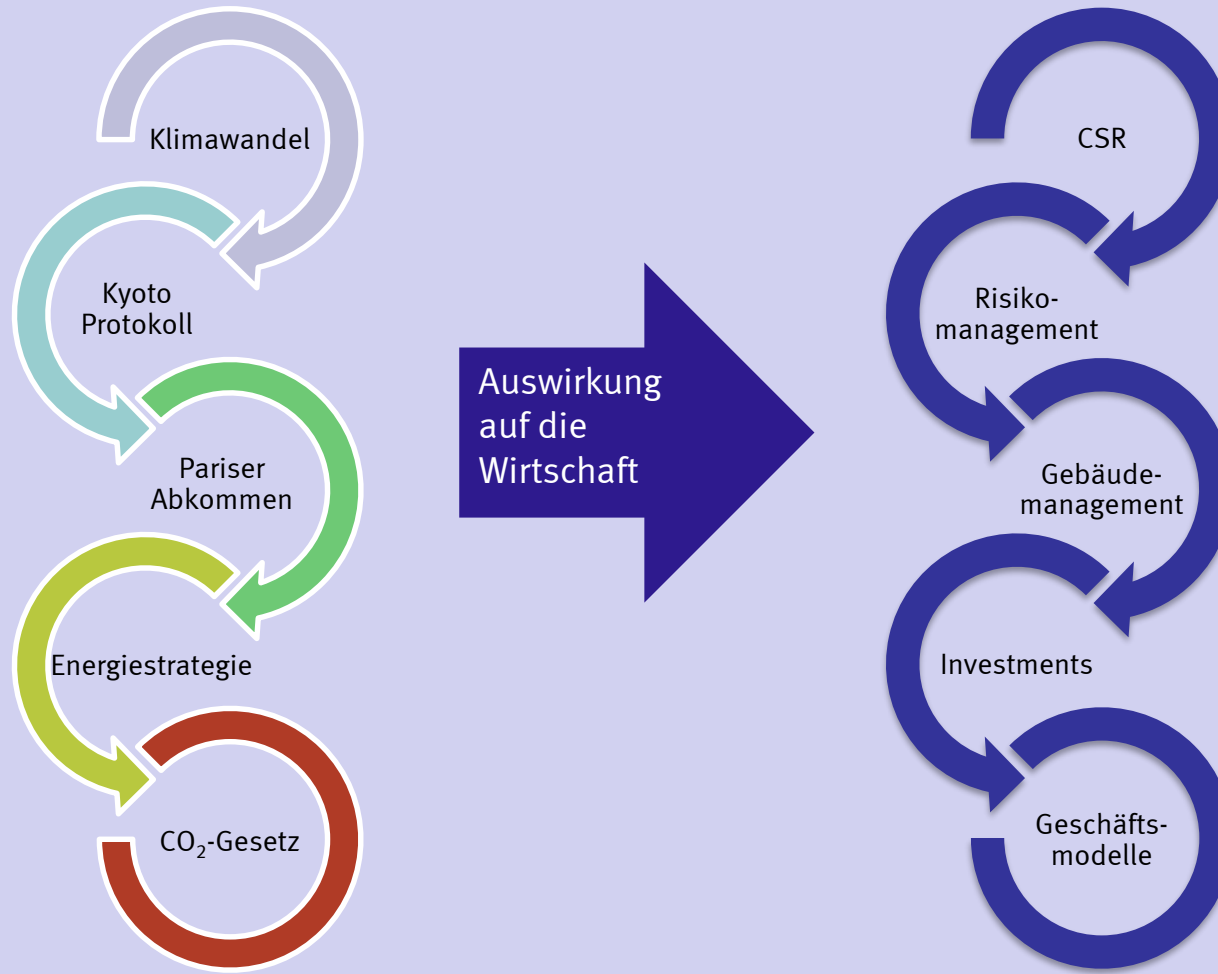 Klimawandel
Kyoto
Protokoll
Pariser
Abkommen
Energiestrategie
CO₂-Gesetz
Auswirkung
auf die
Wirtschaft
CSR
Risiko-
management
Gebäude-
management
Investments
Geschäfts-
modelle